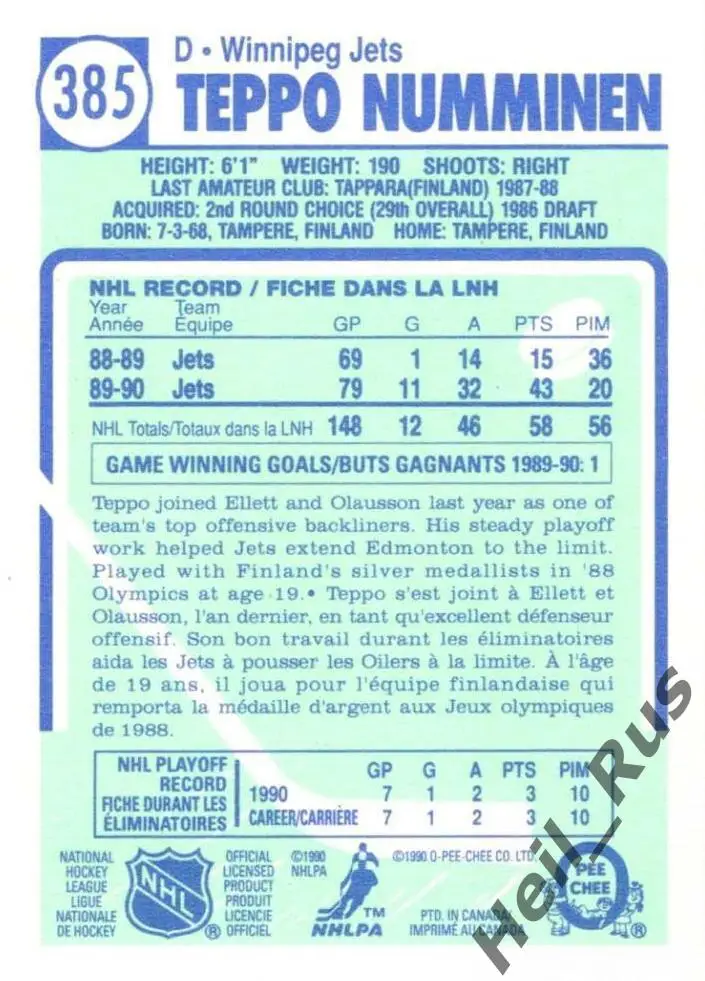 385
D • Winnipeg Jets
TEPPO NUMMINEN
HEIGHT: 6'1" WEIGHT: 190 SHOOTS: RIGHT
LAST AMATEUR CLUB: TAPPARA(FINLAND) 1987-88
ACQUIRED: 2nd ROUND CHOICE (29th OVERALL) 1986 DRAFT
BORN: 7-3-68, TAMPERE, FINLAND HOME: TAMPERE, FINLAND
NHL RECORD / FICHE DANS LA LNH
Year Team
Année Équipe GP G A PTS PIM
88-89 Jets 69 1 14 15 36
89-90 Jets 79 11 32 43 20
NHL Totals/Totaux dans la LNH 148 12 46 58 56
GAME WINNING GOALS/BUTS GAGNANTS 1989-90: 1
Teppo joined Ellett and Olausson last year as one of
team's top offensive backliners. His steady playoff
work helped Jets extend Edmonton to the limit.
Played with Finland's silver medallists in '88
Olympics at age 19.• Teppo s'est joint à Ellett et
Olausson, l'an dernier, en tant qu'excellent défenseur
offensif. Son bon travail durant les éliminatoires
aida les Jets à pousser les Oilers à la limite. À l'âge
de 19 ans, il joua pour l'équipe finlandaise qui
remporta la médaille d'argent aux Jeux olympiques
de 1988.
NHL PLAYOFF
RECORD
FICHE DURANT LES
ÉLIMINATOIRES
GP G A PTS PIM
1990 7 1 2 3 10
CAREER/CARRIÈRE 7 1 2 3 10
NATIONAL
HOCKEY
LEAGUE
LIGUE
NATIONALE
DE HOCKEY
NHL
®
OFFICIAL
LICENSED
PRODUCT
PRODUIT
LICENCIE
OFFICIEL
©1990
NHLPA
TM
NHLPA
©1990 O-PEE-CHEE CO. LTD.
PTD. IN CANADA/
IMPRIMÉ AU CANADA
O
PEE
CHEE
®
Heil_Rus